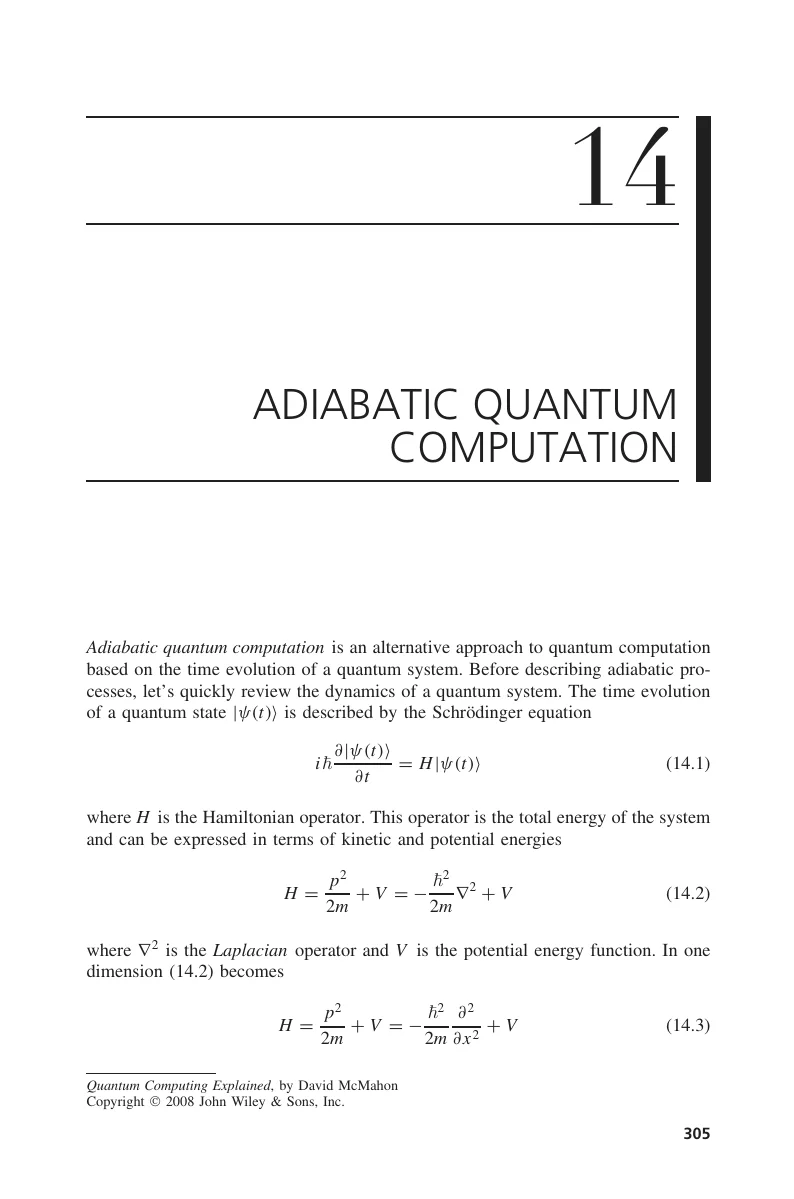 14
ADIABATIC QUANTUM
COMPUTATION
Adiabatic quantum computation is an alternative approach to quantum computation
based on the time evolution of a quantum system. Before describing adiabatic pro-
cesses, let's quickly review the dynamics of a quantum system. The time evolution
of a quantum state |ψ(t)⟩ is described by the Schrödinger equation
iħ ∂|ψ(t)⟩/∂t = H|ψ(t)⟩ (14.1)
where H is the Hamiltonian operator. This operator is the total energy of the system
and can be expressed in terms of kinetic and potential energies
H = p²/2m + V = −ħ²/2m ∇² + V (14.2)
where ∇² is the Laplacian operator and V is the potential energy function. In one
dimension (14.2) becomes
H = p²/2m + V = −ħ²/2m ∂²/∂x² + V (14.3)
Quantum Computing Explained, by David McMahon
Copyright © 2008 John Wiley & Sons, Inc.
305